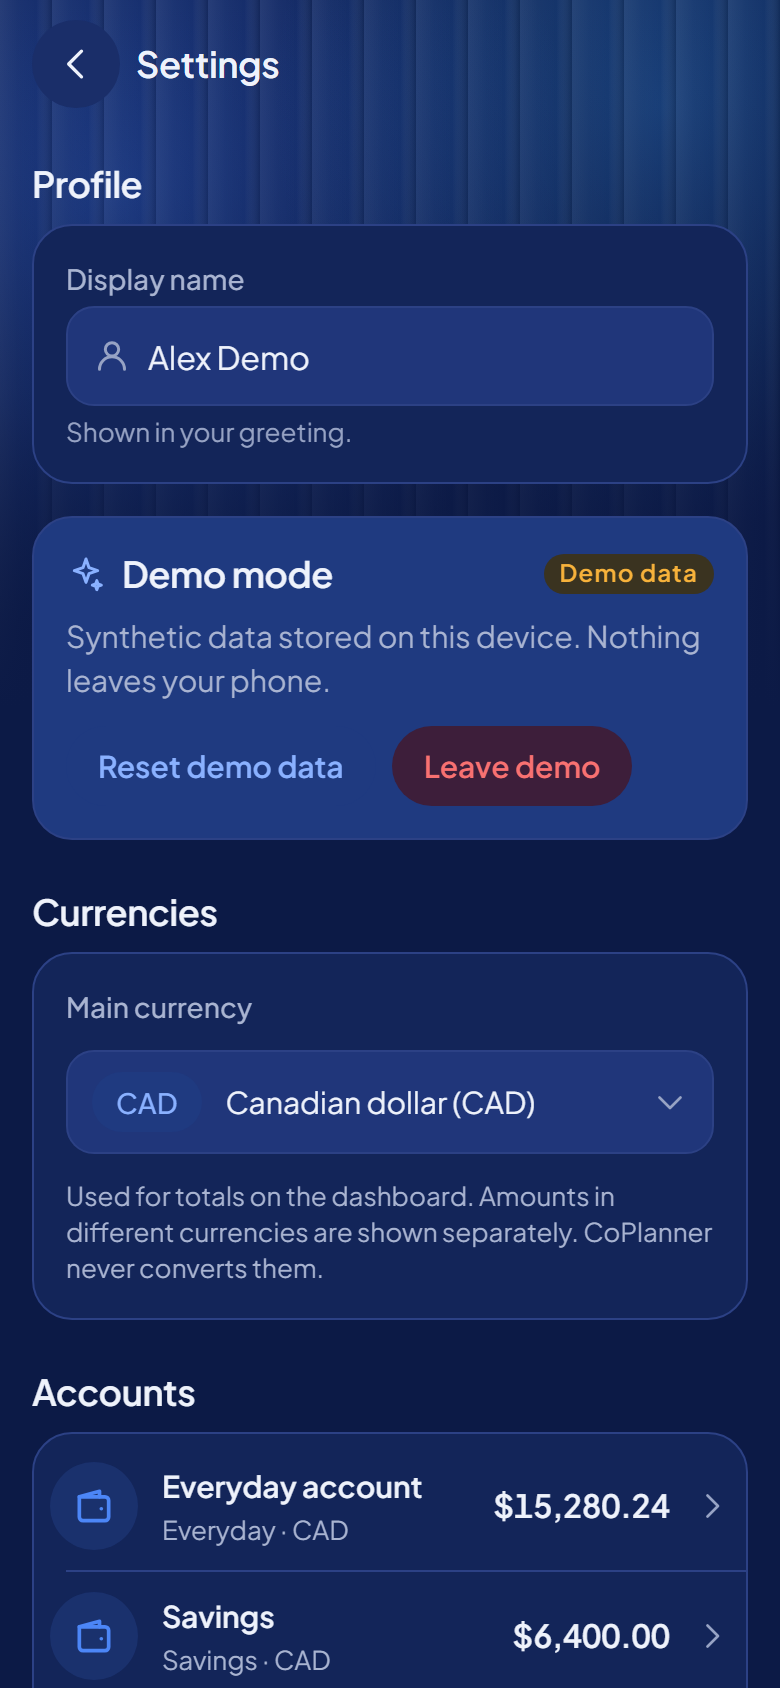 Settings
Profile
Display name
Alex Demo
Shown in your greeting.
Demo mode
Demo data
Synthetic data stored on this device. Nothing
leaves your phone.
Reset demo data
Leave demo
Currencies
Main currency
CAD
Canadian dollar (CAD)
Used for totals on the dashboard. Amounts in
different currencies are shown separately. CoPlanner
never converts them.
Accounts
Everyday account
$15,280.24
Everyday · CAD
Savings
$6,400.00
Savings · CAD